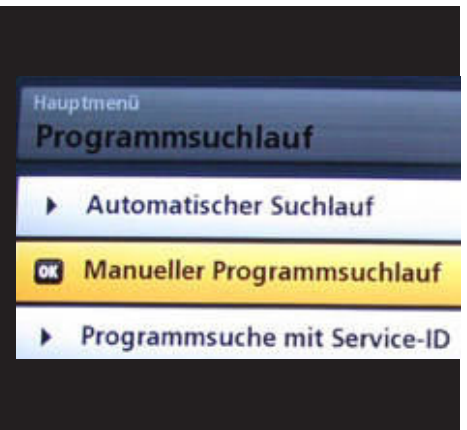 Hauptmenü
Programmsuchlauf
Automatischer Suchlauf
OK Manueller Programmsuchlauf
Programmsuche mit Service-ID